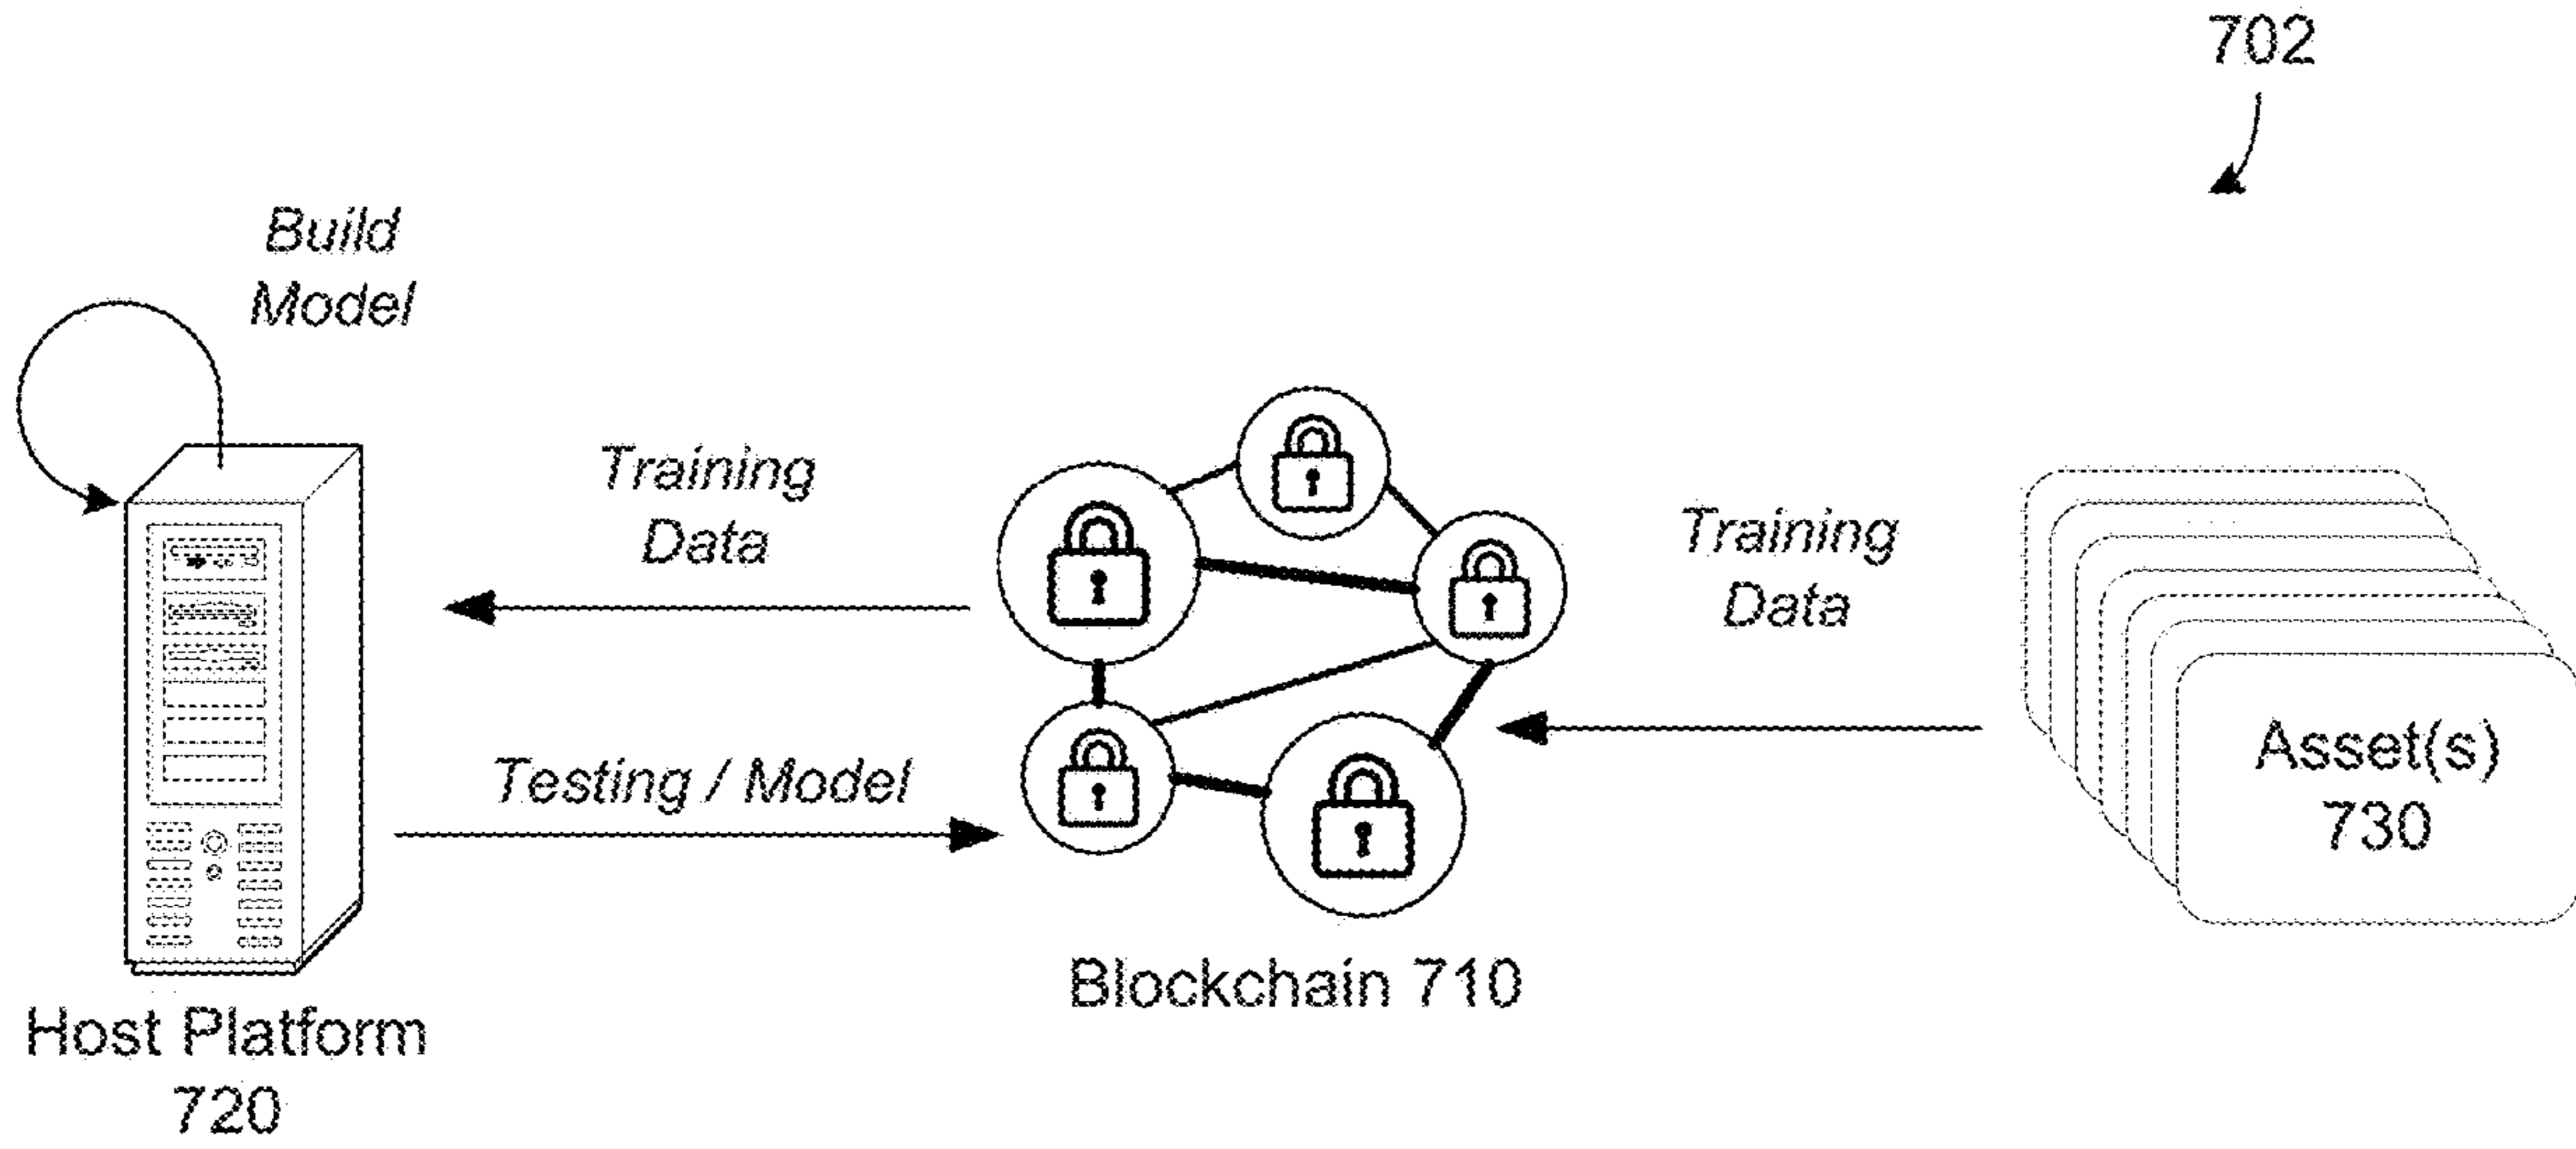 702
Build
Model
Training
Data
Training
Data
Testing / Model
Asset(s)
730
Blockchain 710
Host Platform
720